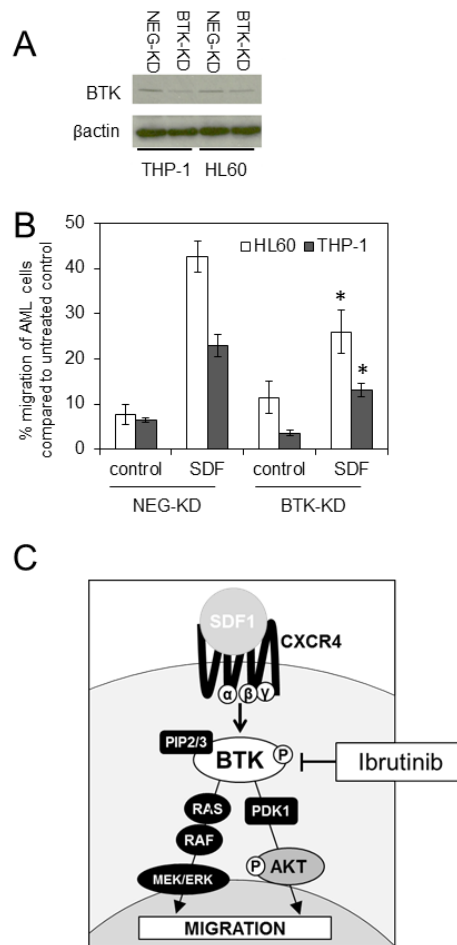 A
NEG-KD BTK-KD NEG-KD BTK-KD
BTK
βactin
THP-1 HL60
B
% migration of AML cells
compared to untreated control
50
40
30
20
10
0
HL60 THP-1
* *
control SDF control SDF
NEG-KD BTK-KD
C
SDF1
CXCR4
α β γ
PIP2/3
BTK P
Ibrutinib
RAS PDK1
RAF
P AKT
MEK/ERK
MIGRATION